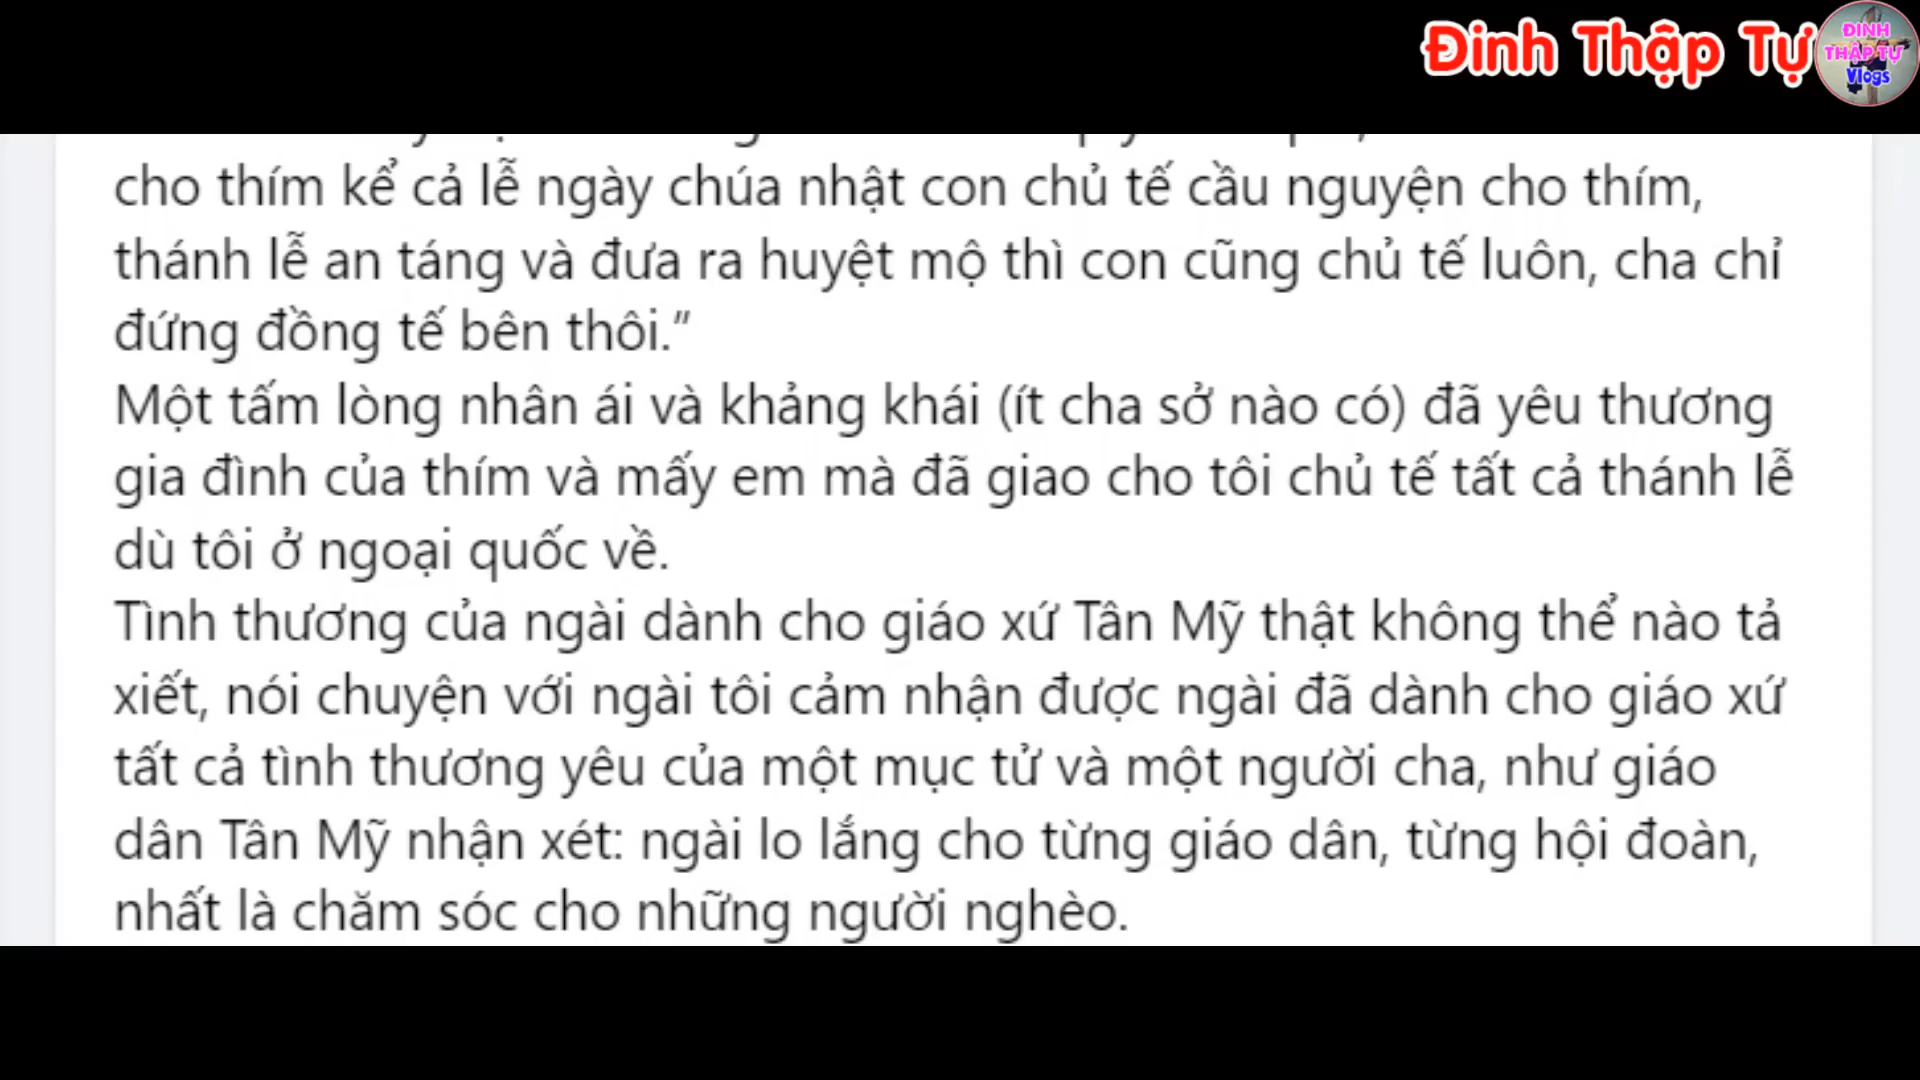 Đinh Thập Tự
ĐINH
THẬP TỰ
Vlogs
cho thím kể cả lễ ngày chúa nhật con chủ tế cầu nguyện cho thím,
thánh lễ an táng và đưa ra huyệt mộ thì con cũng chủ tế luôn, cha chỉ
đứng đồng tế bên thôi.”
Một tấm lòng nhân ái và khảng khái (ít cha sở nào có) đã yêu thương
gia đình của thím và mấy em mà đã giao cho tôi chủ tế tất cả thánh lễ
dù tôi ở ngoại quốc về.
Tình thương của ngài dành cho giáo xứ Tân Mỹ thật không thể nào tả
xiết, nói chuyện với ngài tôi cảm nhận được ngài đã dành cho giáo xứ
tất cả tình thương yêu của một mục tử và một người cha, như giáo
dân Tân Mỹ nhận xét: ngài lo lắng cho từng giáo dân, từng hội đoàn,
nhất là chăm sóc cho những người nghèo.